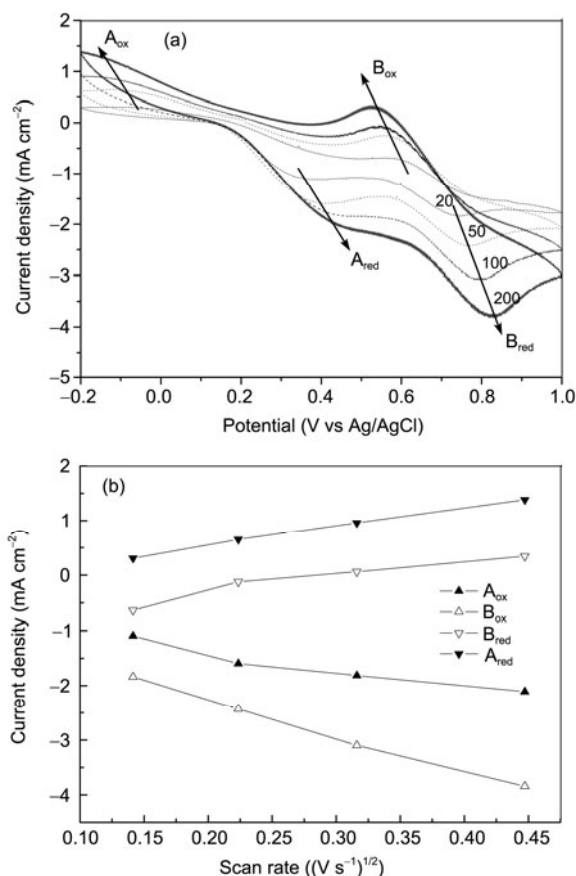 (a)
A_ox
B_ox
A_red
B_red
20
50
100
200
2
1
0
−1
−2
−3
−4
−5
Current density (mA cm⁻²)
−0.2 0.0 0.2 0.4 0.6 0.8 1.0
Potential (V vs Ag/AgCl)
(b)
2
1
0
−1
−2
−3
−4
Current density (mA cm⁻²)
A_ox
B_ox
B_red
A_red
0.10 0.15 0.20 0.25 0.30 0.35 0.40 0.45
Scan rate ((V s⁻¹)^1/2)